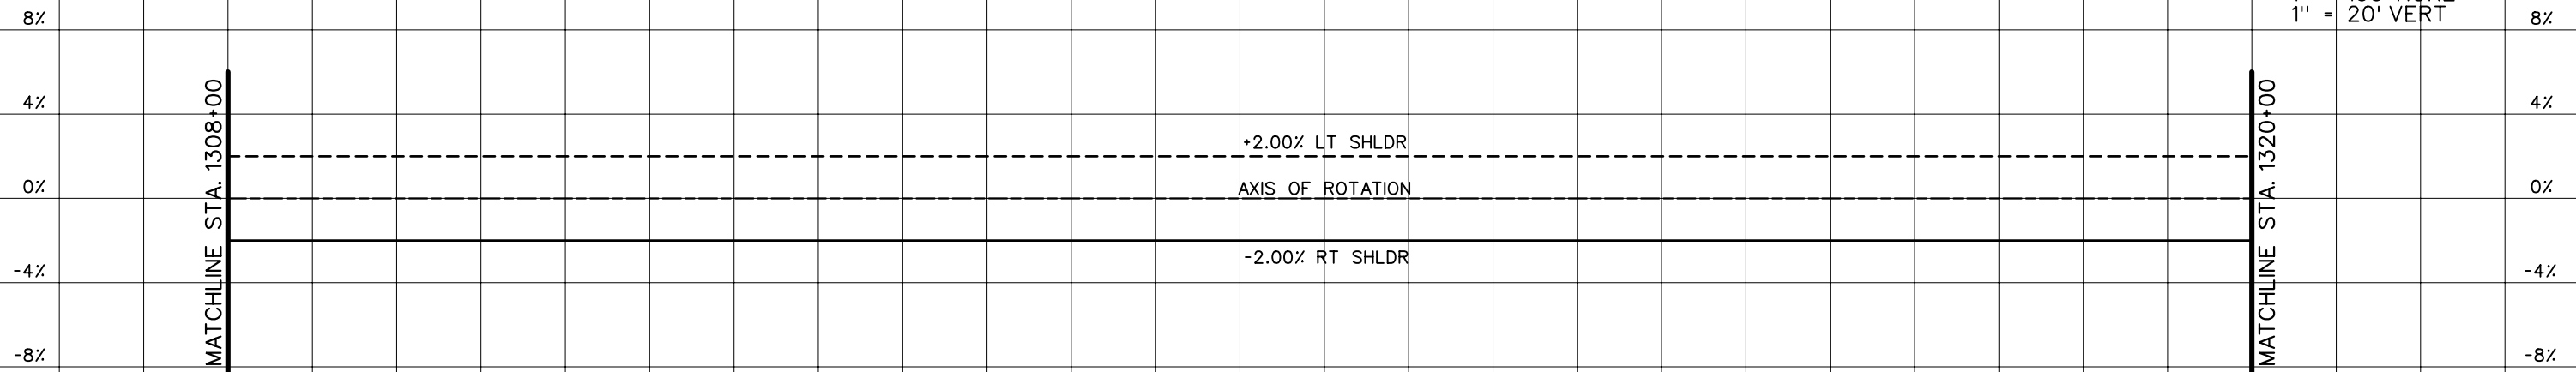 1" = 20' VERT
8%
8%
4%
4%
+2.00% LT SHLDR
0%
AXIS OF ROTATION
0%
-2.00% RT SHLDR
-4%
-4%
-8%
-8%
MATCHLINE STA. 1308+00
MATCHLINE STA. 1320+00